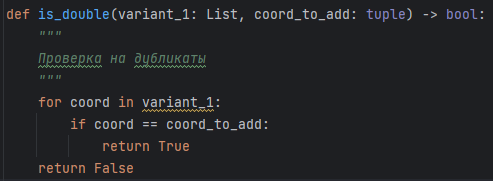 def is_double(variant_1: List, coord_to_add: tuple) -> bool:
    """
    Проверка на дубликаты
    """
    for coord in variant_1:
        if coord == coord_to_add:
            return True
    return False